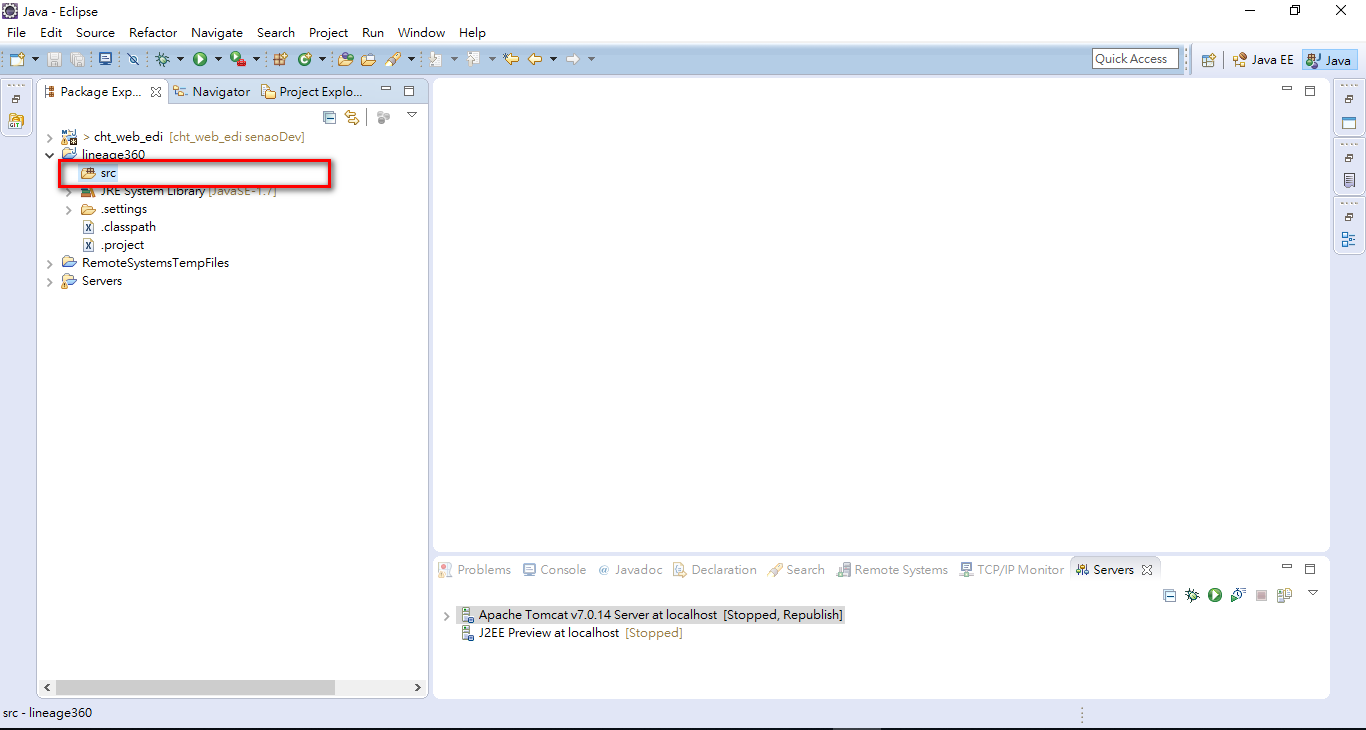 Java - Eclipse
File Edit Source Refactor Navigate Search Project Run Window Help
Quick Access
Java EE
Java
Package Exp...
Navigator
Project Explo...
> cht_web_edi [cht_web_edi senaoDev]
lineage360
src
JRE System Library [JavaSE-1.7]
.settings
.classpath
.project
RemoteSystemsTempFiles
Servers
Problems
Console
@ Javadoc
Declaration
Search
Remote Systems
TCP/IP Monitor
Servers
Apache Tomcat v7.0.14 Server at localhost [Stopped, Republish]
J2EE Preview at localhost [Stopped]
src - lineage360